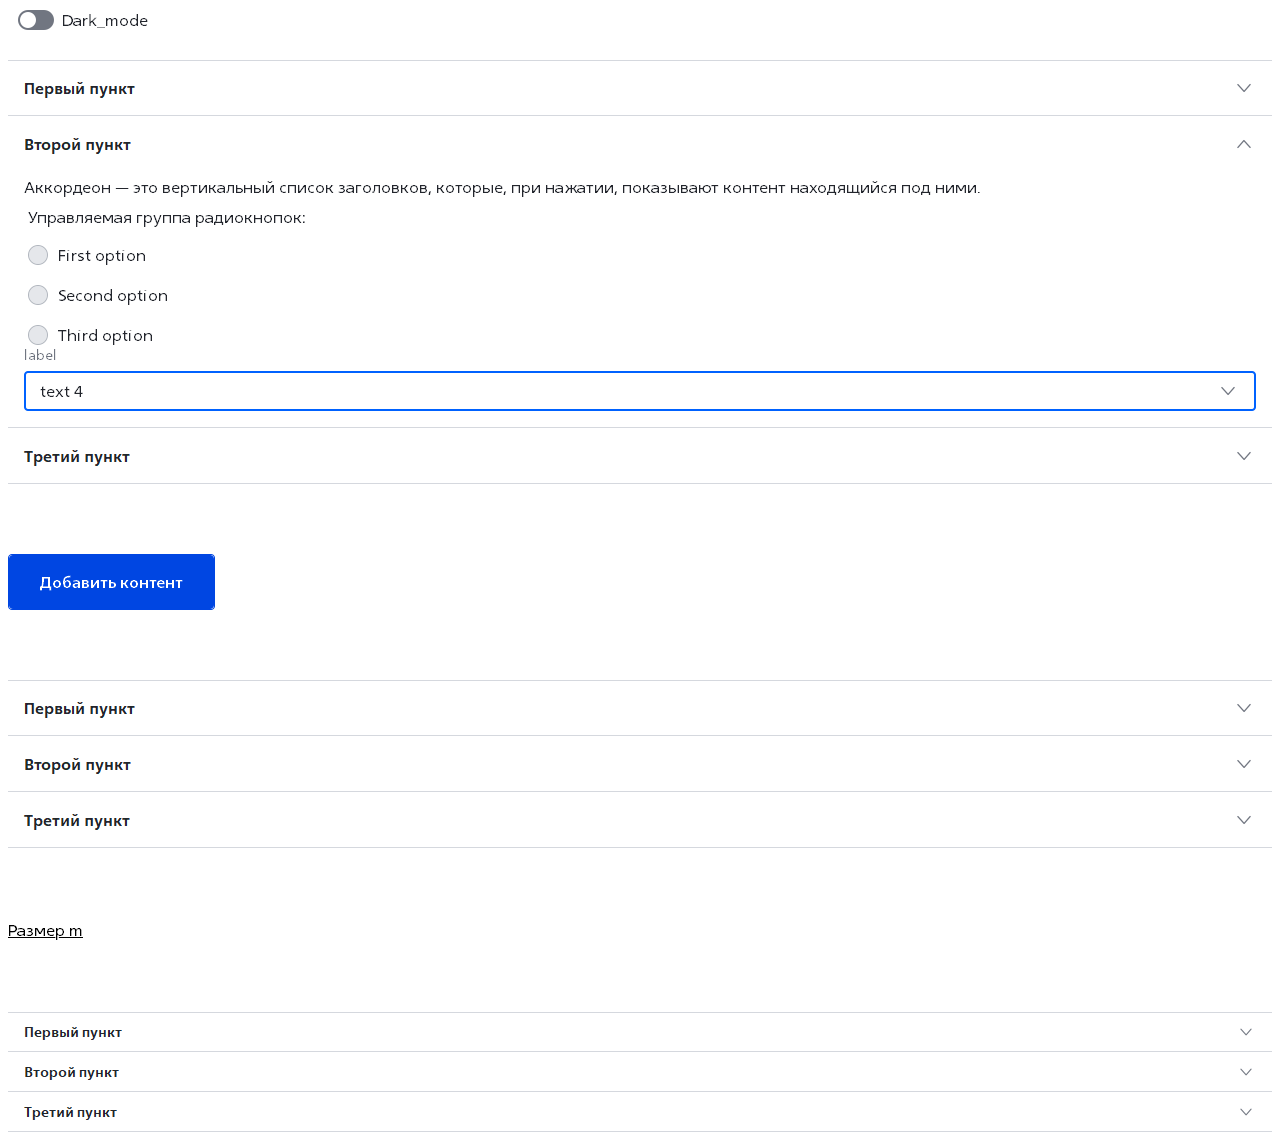 Dark_mode
Первый пункт
Второй пункт
Аккордеон — это вертикальный список заголовков, которые, при нажатии, показывают контент находящийся под ними.
Управляемая группа радиокнопок:
First option
Second option
Third option
label
text 4
Третий пункт
Добавить контент
Первый пункт
Второй пункт
Третий пункт
Размер m
Первый пункт
Второй пункт
Третий пункт